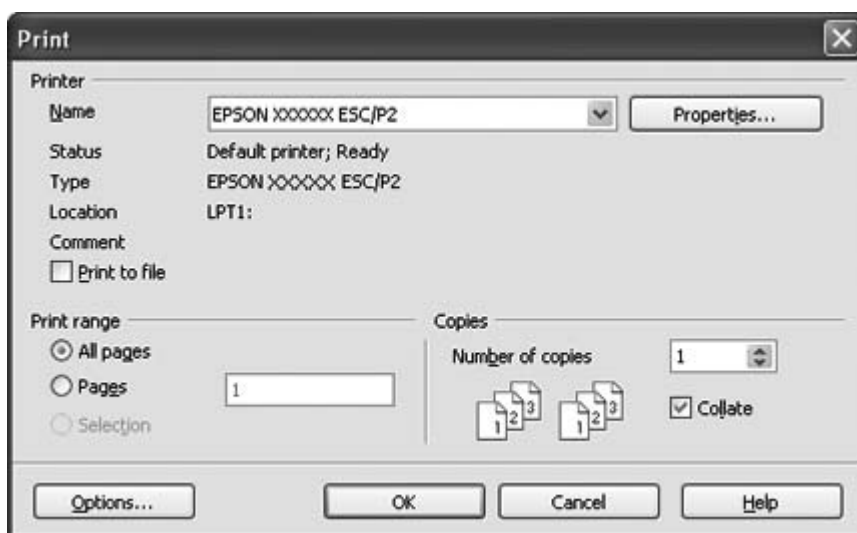 Print
Printer
Name EPSON XXXXXX ESC/P2 Properties...
Status Default printer; Ready
Type EPSON XXXXXX ESC/P2
Location LPT1:
Comment
Print to file
Print range
All pages
Pages 1
Selection
Copies
Number of copies 1
1 2 3 1 2 3
Collate
Options... OK Cancel Help